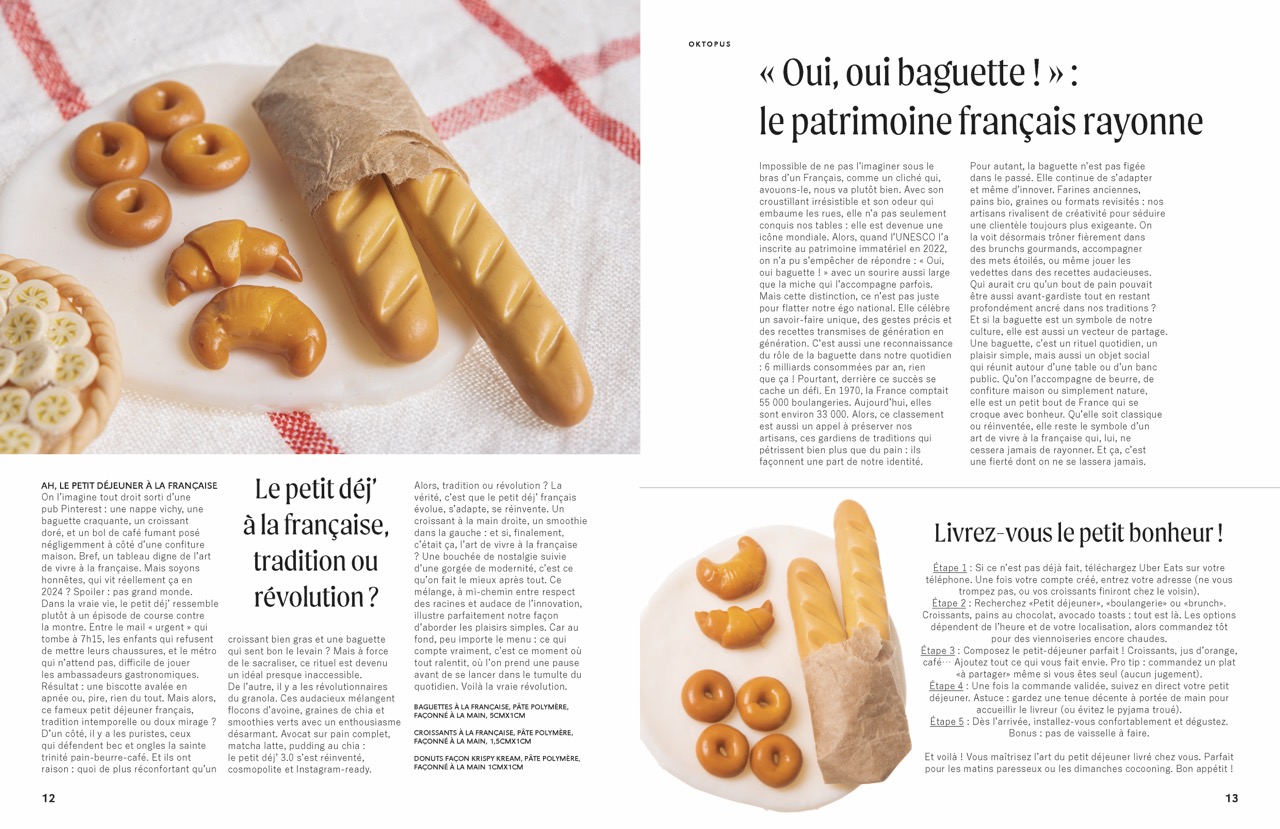 AH, LE PETIT DÉJEUNER À LA FRANÇAISE
On l'imagine tout droit sorti d'une
pub Pinterest : une nappe vichy, une
baguette craquante, un croissant
doré, et un bol de café fumant posé
négligemment à côté d'une confiture
maison. Bref, un tableau digne de l'art
de vivre à la française. Mais soyons
honnêtes, qui vit réellement ça en
2024 ? Spoiler : pas grand monde.
Dans la vraie vie, le petit déj' ressemble
plutôt à un épisode de course contre
la montre. Entre le mail « urgent » qui
tombe à 7h15, les enfants qui refusent
de mettre leurs chaussures, et le métro
qui n'attend pas, difficile de jouer
les ambassadeurs gastronomiques.
Résultat : une biscotte avalée en
apnée ou, pire, rien du tout. Mais alors,
ce fameux petit déjeuner français,
tradition intemporelle ou doux mirage ?
D'un côté, il y a les puristes, ceux
qui défendent bec et ongles la sainte
trinité pain-beurre-café. Et ils ont
raison : quoi de plus réconfortant qu'un
Le petit déj'
à la française,
tradition ou
révolution ?
croissant bien gras et une baguette
qui sent bon le levain ? Mais à force
de le sacraliser, ce rituel est devenu
un idéal presque inaccessible.
De l'autre, il y a les révolutionnaires
du granola. Ces audacieux mélangent
flocons d'avoine, graines de chia et
smoothies verts avec un enthousiasme
désarmant. Avocat sur pain complet,
matcha latte, pudding au chia :
le petit déj' 3.0 s'est réinventé,
cosmopolite et Instagram-ready.
Alors, tradition ou révolution ? La
vérité, c'est que le petit déj' français
évolue, s'adapte, se réinvente. Un
croissant à la main droite, un smoothie
dans la gauche : et si, finalement,
c'était ça, l'art de vivre à la française
? Une bouchée de nostalgie suivie
d'une gorgée de modernité, c'est ce
qu'on fait le mieux après tout. Ce
mélange, à mi-chemin entre respect
des racines et audace de l'innovation,
illustre parfaitement notre façon
d'aborder les plaisirs simples. Car au
fond, peu importe le menu : ce qui
compte vraiment, c'est ce moment où
tout ralentit, où l'on prend une pause
avant de se lancer dans le tumulte du
quotidien. Voilà la vraie révolution.
BAGUETTES À LA FRANÇAISE, PÂTE POLYMÈRE,
FAÇONNÉ À LA MAIN, 5CMX1CM
CROISSANTS À LA FRANÇAISE, PÂTE POLYMÈRE,
FAÇONNÉ À LA MAIN, 1,5CMX1CM
DONUTS FAÇON KRISPY KREAM, PÂTE POLYMÈRE,
FAÇONNÉ À LA MAIN 1CMX1CM
12
OKTOPUS
« Oui, oui baguette ! » :
le patrimoine français rayonne
Impossible de ne pas l'imaginer sous le
bras d'un Français, comme un cliché qui,
avouons-le, nous va plutôt bien. Avec son
croustillant irrésistible et son odeur qui
embaume les rues, elle n'a pas seulement
conquis nos tables : elle est devenue une
icône mondiale. Alors, quand l'UNESCO l'a
inscrite au patrimoine immatériel en 2022,
on n'a pu s'empêcher de répondre : « Oui,
oui baguette ! » avec un sourire aussi large
que la miche qui l'accompagne parfois.
Mais cette distinction, ce n'est pas juste
pour flatter notre égo national. Elle célèbre
un savoir-faire unique, des gestes précis et
des recettes transmises de génération en
génération. C'est aussi une reconnaissance
du rôle de la baguette dans notre quotidien
: 6 milliards consommées par an, rien
que ça ! Pourtant, derrière ce succès se
cache un défi. En 1970, la France comptait
55 000 boulangeries. Aujourd'hui, elles
sont environ 33 000. Alors, ce classement
est aussi un appel à préserver nos
artisans, ces gardiens de traditions qui
pétrissent bien plus que du pain : ils
façonnent une part de notre identité.
Pour autant, la baguette n'est pas figée
dans le passé. Elle continue de s'adapter
et même d'innover. Farines anciennes,
pains bio, graines ou formats revisités : nos
artisans rivalisent de créativité pour séduire
une clientèle toujours plus exigeante. On
la voit désormais trôner fièrement dans
des brunchs gourmands, accompagner
des mets étoilés, ou même jouer les
vedettes dans des recettes audacieuses.
Qui aurait cru qu'un bout de pain pouvait
être aussi avant-gardiste tout en restant
profondément ancré dans nos traditions ?
Et si la baguette est un symbole de notre
culture, elle est aussi un vecteur de partage.
Une baguette, c'est un rituel quotidien, un
plaisir simple, mais aussi un objet social
qui réunit autour d'une table ou d'un banc
public. Qu'on l'accompagne de beurre, de
confiture maison ou simplement nature,
elle est un petit bout de France qui se
croque avec bonheur. Qu'elle soit classique
ou réinventée, elle reste le symbole d'un
art de vivre à la française qui, lui, ne
cessera jamais de rayonner. Et ça, c'est
une fierté dont on ne se lassera jamais.
Livrez-vous le petit bonheur !
Étape 1 : Si ce n'est pas déjà fait, téléchargez Uber Eats sur votre
téléphone. Une fois votre compte créé, entrez votre adresse (ne vous
trompez pas, ou vos croissants finiront chez le voisin).
Étape 2 : Recherchez «Petit déjeuner», «boulangerie» ou «brunch».
Croissants, pains au chocolat, avocado toasts : tout est là. Les options
dépendent de l'heure et de votre localisation, alors commandez tôt
pour des viennoiseries encore chaudes.
Étape 3 : Composez le petit-déjeuner parfait ! Croissants, jus d'orange,
café… Ajoutez tout ce qui vous fait envie. Pro tip : commandez un plat
«à partager» même si vous êtes seul (aucun jugement).
Étape 4 : Une fois la commande validée, suivez en direct votre petit
déjeuner. Astuce : gardez une tenue décente à portée de main pour
accueillir le livreur (ou évitez le pyjama troué).
Étape 5 : Dès l'arrivée, installez-vous confortablement et dégustez.
Bonus : pas de vaisselle à faire.
Et voilà ! Vous maîtrisez l'art du petit déjeuner livré chez vous. Parfait
pour les matins paresseux ou les dimanches cocooning. Bon appétit !
13